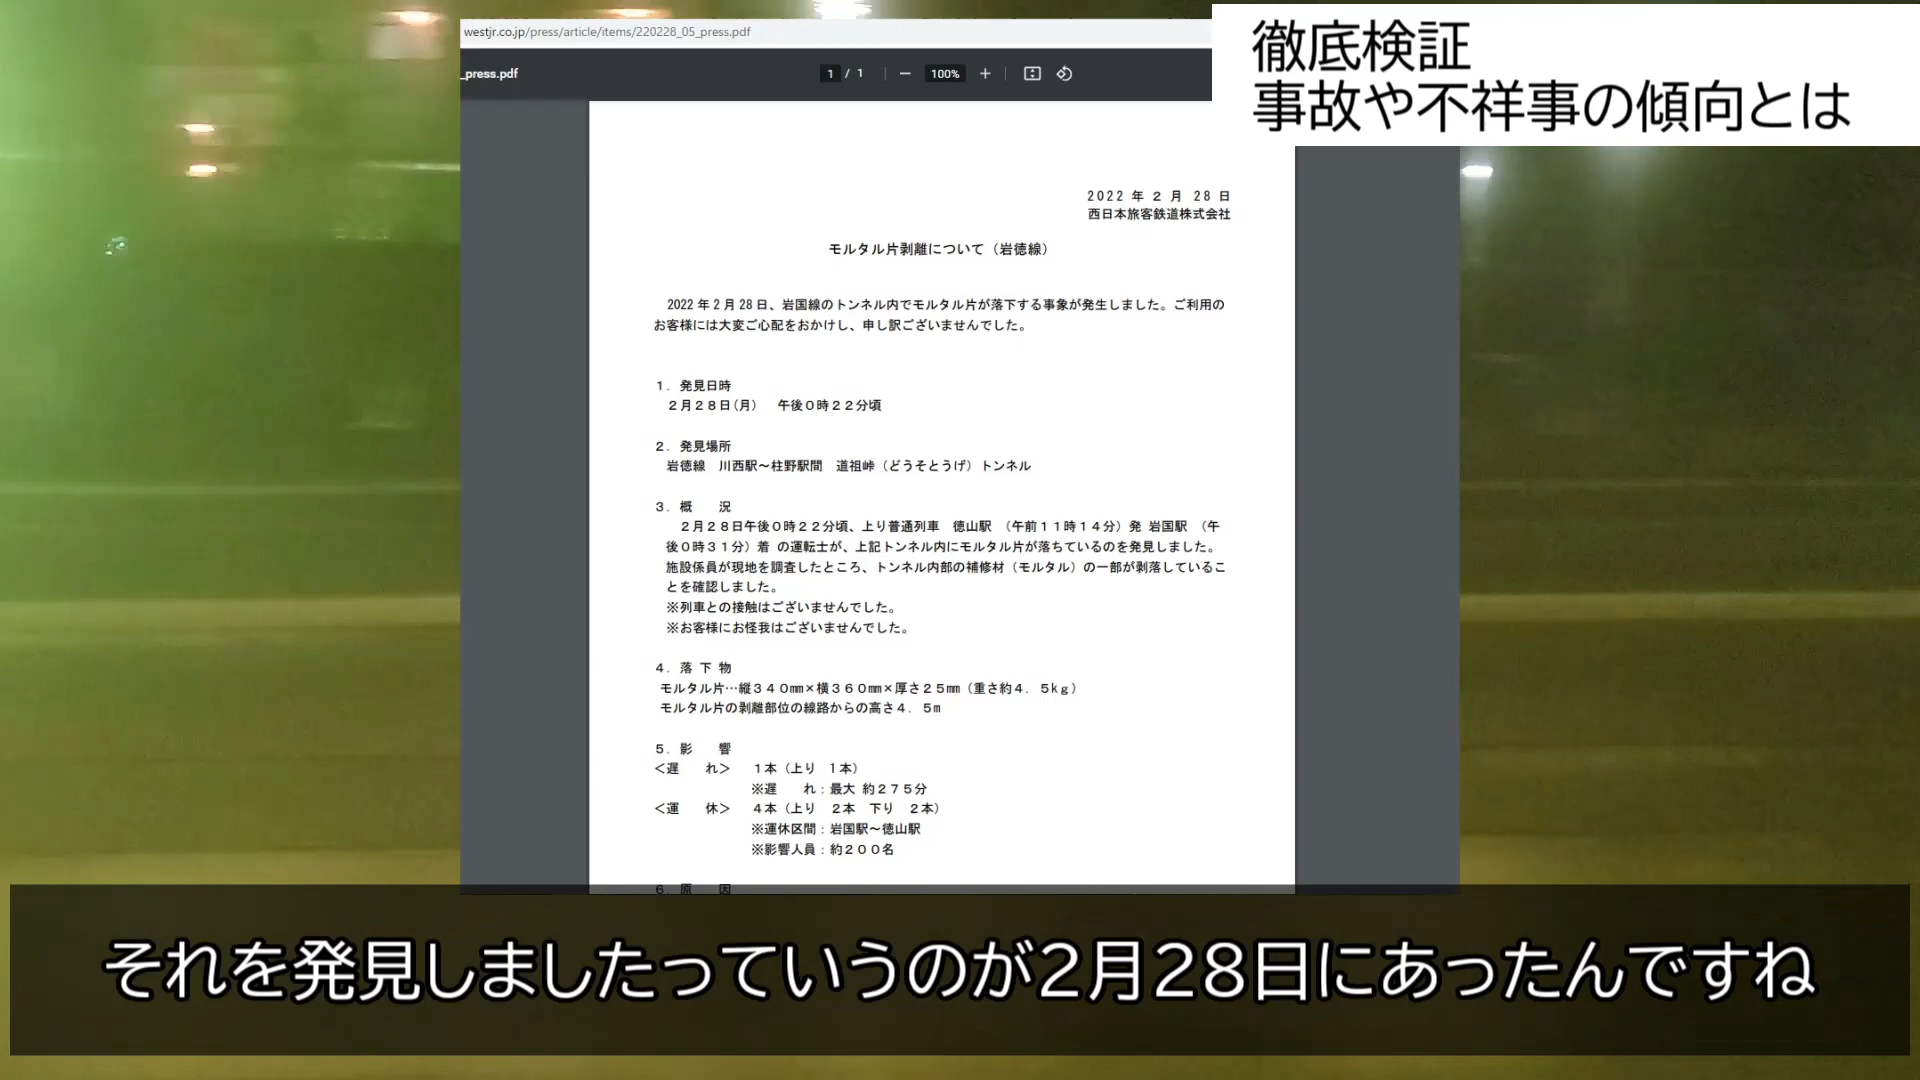 westjr.co.jp/press/article/items/220228_05_press.pdf
_press.pdf
1 / 1
100%
徹底検証
事故や不祥事の傾向とは
2022 年 2 月 28 日
西日本旅客鉄道株式会社
モルタル片剥離について（岩徳線）
2022 年 2 月 28 日、岩国線のトンネル内でモルタル片が落下する事象が発生しました。ご利用の
お客様には大変ご心配をおかけし、申し訳ございませんでした。
１．発見日時
２月２８日(月)　午後０時２２分頃
２．発見場所
岩徳線　川西駅～柱野駅間　道祖峠（どうそとうげ）トンネル
３．概　　況
２月２８日午後０時２２分頃、上り普通列車　徳山駅　（午前１１時１４分）発 岩国駅　（午
後０時３１分）着 の運転士が、上記トンネル内にモルタル片が落ちているのを発見しました。
施設係員が現地を調査したところ、トンネル内部の補修材（モルタル）の一部が剥落しているこ
とを確認しました。
※列車との接触はございませんでした。
※お客様にお怪我はございませんでした。
４．落 下 物
モルタル片…縦３４０㎜×横３６０㎜×厚さ２５㎜（重さ約４．５kｇ）
モルタル片の剥離部位の線路からの高さ４．５m
５．影　　響
＜遅　　れ＞　１本（上り　1本）
※遅　　れ：最大 約２７５分
＜運　　休＞　４本（上り　２本　下り　２本）
※運休区間：岩国駅～徳山駅
※影響人員：約２００名
６．原　　因
それを発見しましたっていうのが2月28日にあったんですね